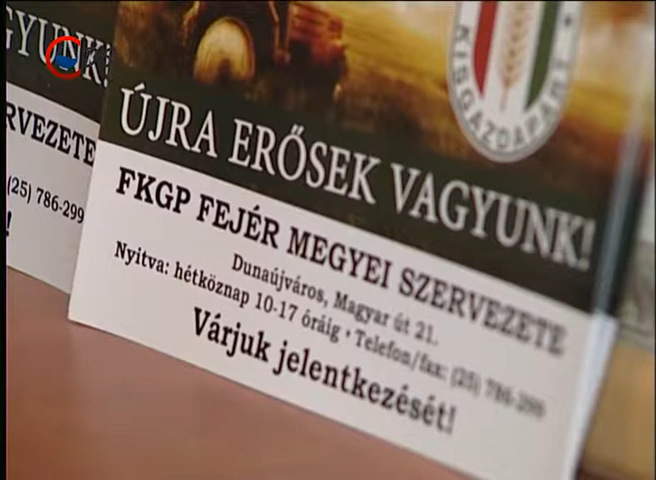 KISGAZDAPÁRT
ÚJRA ERŐSEK VAGYUNK!
FKGP FEJÉR MEGYEI SZERVEZETE
Dunaújváros, Magyar út 21.
Nyitva: hétköznap 10-17 óráig • Telefon/fax: (25) 786-299
Várjuk jelentkezését!
GYUNK!
RVEZETE
(25) 786-299
!